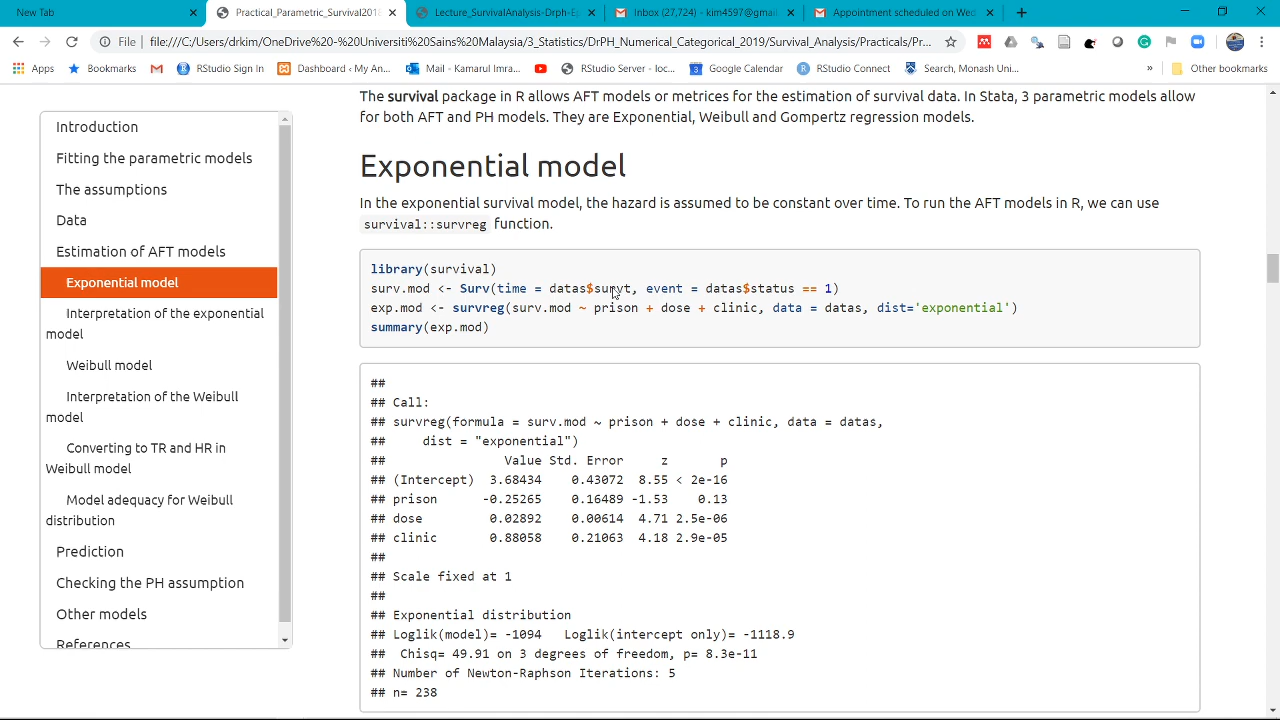 New Tab
Practical_Parametric_Survival2018
Lecture_SurvivalAnalysis-Drph-Ep
Inbox (27,724) - kim4597@gmail
Appointment scheduled on Wed
File | file:///C:/Users/drkim/OneDrive%20-%20Universiti%20Sains%20Malaysia/3_Statistics/DrPH_Numerical_Categorical_2019/Survival_Analysis/Practicals/Pr...
Apps Bookmarks RStudio Sign In Dashboard ‹ My An... Mail - Kamarul Imra... RStudio Server - loc... Google Calendar RStudio Connect Search, Monash Uni... » Other bookmarks
Introduction
Fitting the parametric models
The assumptions
Data
Estimation of AFT models
Exponential model
Interpretation of the exponential
model
Weibull model
Interpretation of the Weibull
model
Converting to TR and HR in
Weibull model
Model adequacy for Weibull
distribution
Prediction
Checking the PH assumption
Other models
References
The survival package in R allows AFT models or metrices for the estimation of survival data. In Stata, 3 parametric models allow
for both AFT and PH models. They are Exponential, Weibull and Gompertz regression models.
Exponential model
In the exponential survival model, the hazard is assumed to be constant over time. To run the AFT models in R, we can use
survival::survreg function.
library(survival)
surv.mod <- Surv(time = datas$survt, event = datas$status == 1)
exp.mod <- survreg(surv.mod ~ prison + dose + clinic, data = datas, dist='exponential')
summary(exp.mod)
##
## Call:
## survreg(formula = surv.mod ~ prison + dose + clinic, data = datas,
##     dist = "exponential")
##               Value Std. Error     z       p
## (Intercept)  3.68434    0.43072  8.55 < 2e-16
## prison      -0.25265    0.16489 -1.53    0.13
## dose         0.02892    0.00614  4.71 2.5e-06
## clinic       0.88058    0.21063  4.18 2.9e-05
##
## Scale fixed at 1
##
## Exponential distribution
## Loglik(model)= -1094   Loglik(intercept only)= -1118.9
##  Chisq= 49.91 on 3 degrees of freedom, p= 8.3e-11
## Number of Newton-Raphson Iterations: 5
## n= 238